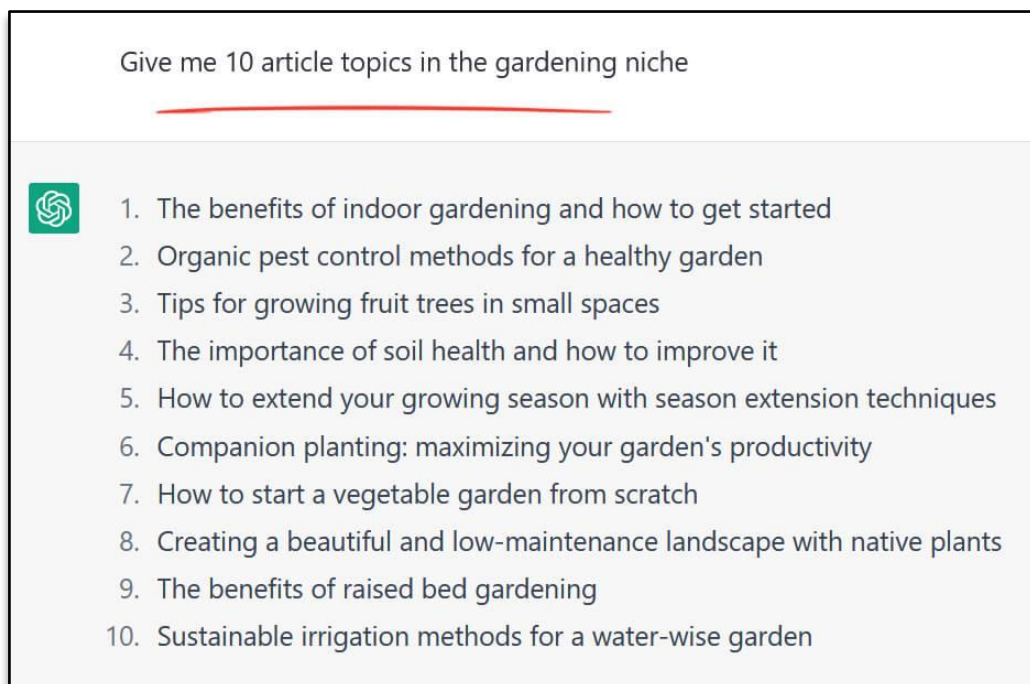 Give me 10 article topics in the gardening niche
1. The benefits of indoor gardening and how to get started
2. Organic pest control methods for a healthy garden
3. Tips for growing fruit trees in small spaces
4. The importance of soil health and how to improve it
5. How to extend your growing season with season extension techniques
6. Companion planting: maximizing your garden's productivity
7. How to start a vegetable garden from scratch
8. Creating a beautiful and low-maintenance landscape with native plants
9. The benefits of raised bed gardening
10. Sustainable irrigation methods for a water-wise garden